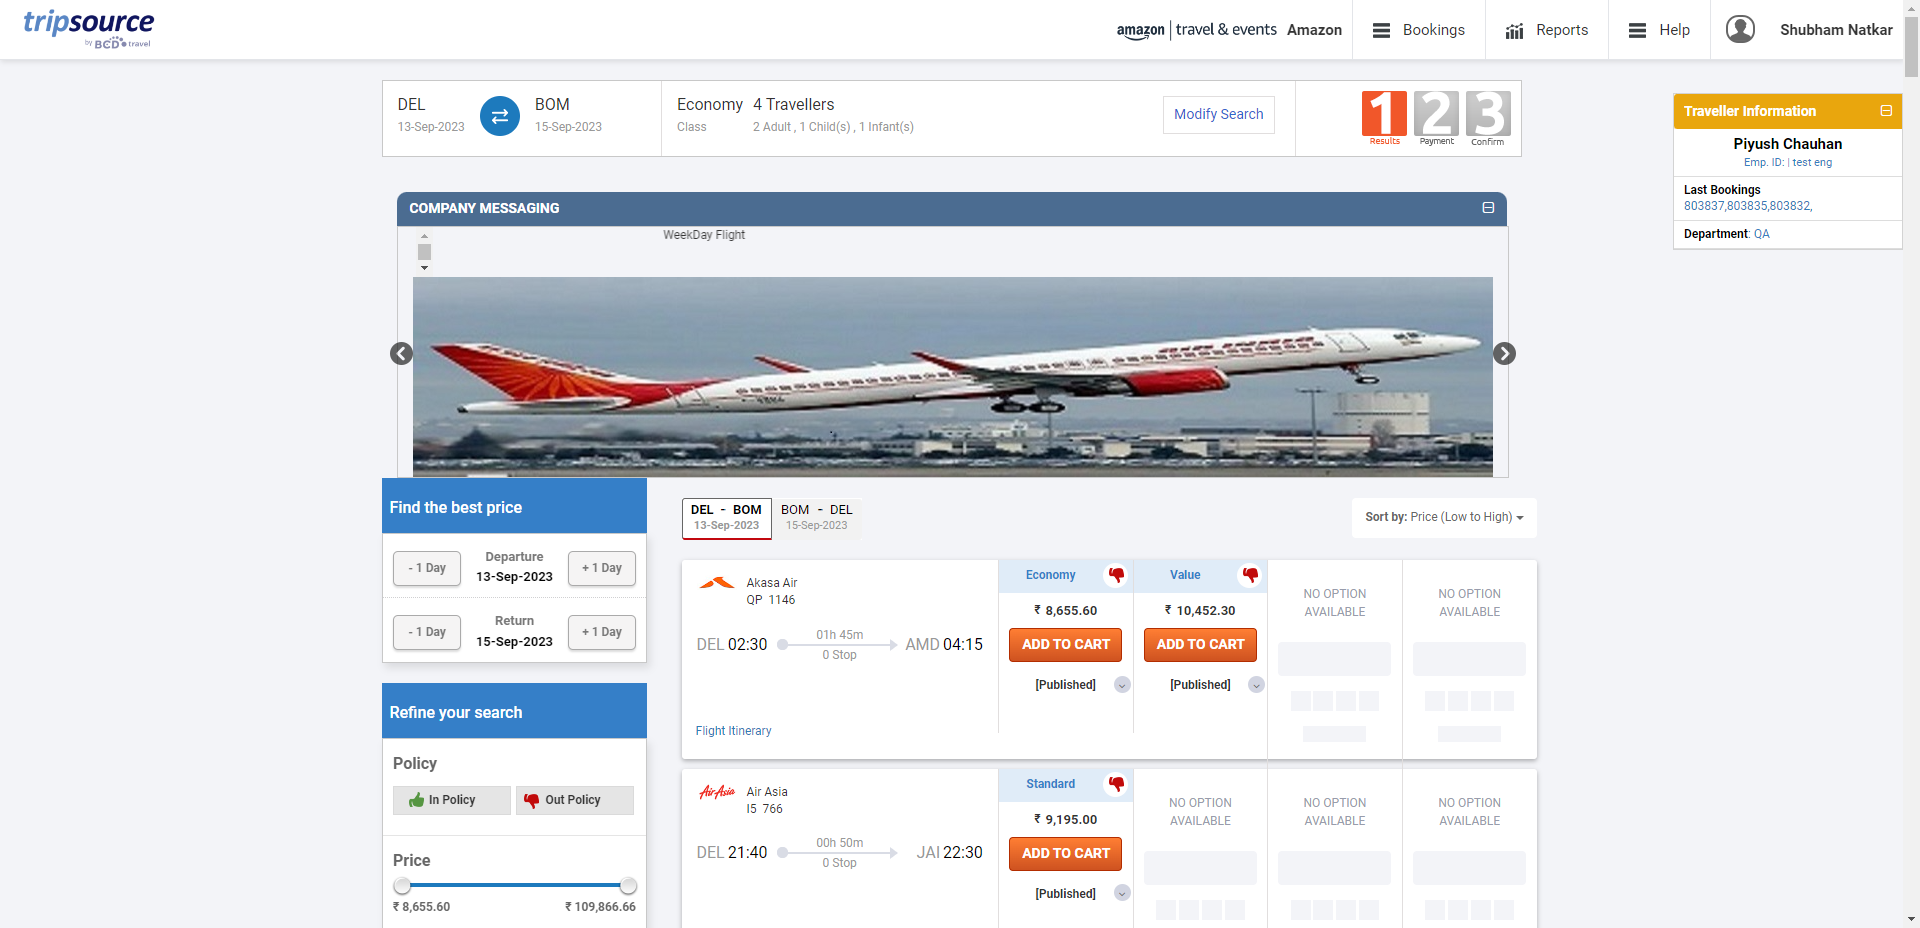 tripsource
by BCD travel
amazon travel & events Amazon
Bookings
Reports
Help
Shubham Natkar
DEL
13-Sep-2023
BOM
15-Sep-2023
Economy 4 Travellers
Class 2 Adult , 1 Child(s) , 1 Infant(s)
Modify Search
1 2 3
Results Payment Confirm
Traveller Information
Piyush Chauhan
Emp. ID: | test eng
Last Bookings
803837,803835,803832,
Department: QA
COMPANY MESSAGING
WeekDay Flight
Find the best price
- 1 Day
Departure
13-Sep-2023
+ 1 Day
- 1 Day
Return
15-Sep-2023
+ 1 Day
Refine your search
Policy
In Policy
Out Policy
Price
₹ 8,655.60 ₹ 109,866.66
DEL - BOM
13-Sep-2023
BOM - DEL
15-Sep-2023
Sort by: Price (Low to High)
Akasa Air
QP 1146
DEL 02:30
01h 45m
0 Stop
AMD 04:15
Flight Itinerary
Economy
₹ 8,655.60
ADD TO CART
[Published]
Value
₹ 10,452.30
ADD TO CART
[Published]
NO OPTION
AVAILABLE
NO OPTION
AVAILABLE
AirAsia
Air Asia
I5 766
DEL 21:40
00h 50m
0 Stop
JAI 22:30
Standard
₹ 9,195.00
ADD TO CART
[Published]
NO OPTION
AVAILABLE
NO OPTION
AVAILABLE
NO OPTION
AVAILABLE